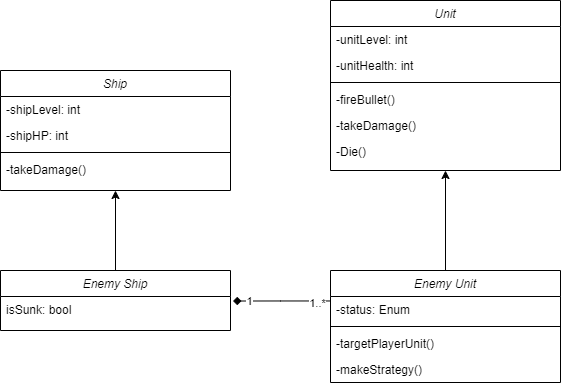 Unit
-unitLevel: int
-unitHealth: int
-fireBullet()
-takeDamage()
-Die()
Ship
-shipLevel: int
-shipHP: int
-takeDamage()
Enemy Ship
isSunk: bool
1
1..*
Enemy Unit
-status: Enum
-targetPlayerUnit()
-makeStrategy()